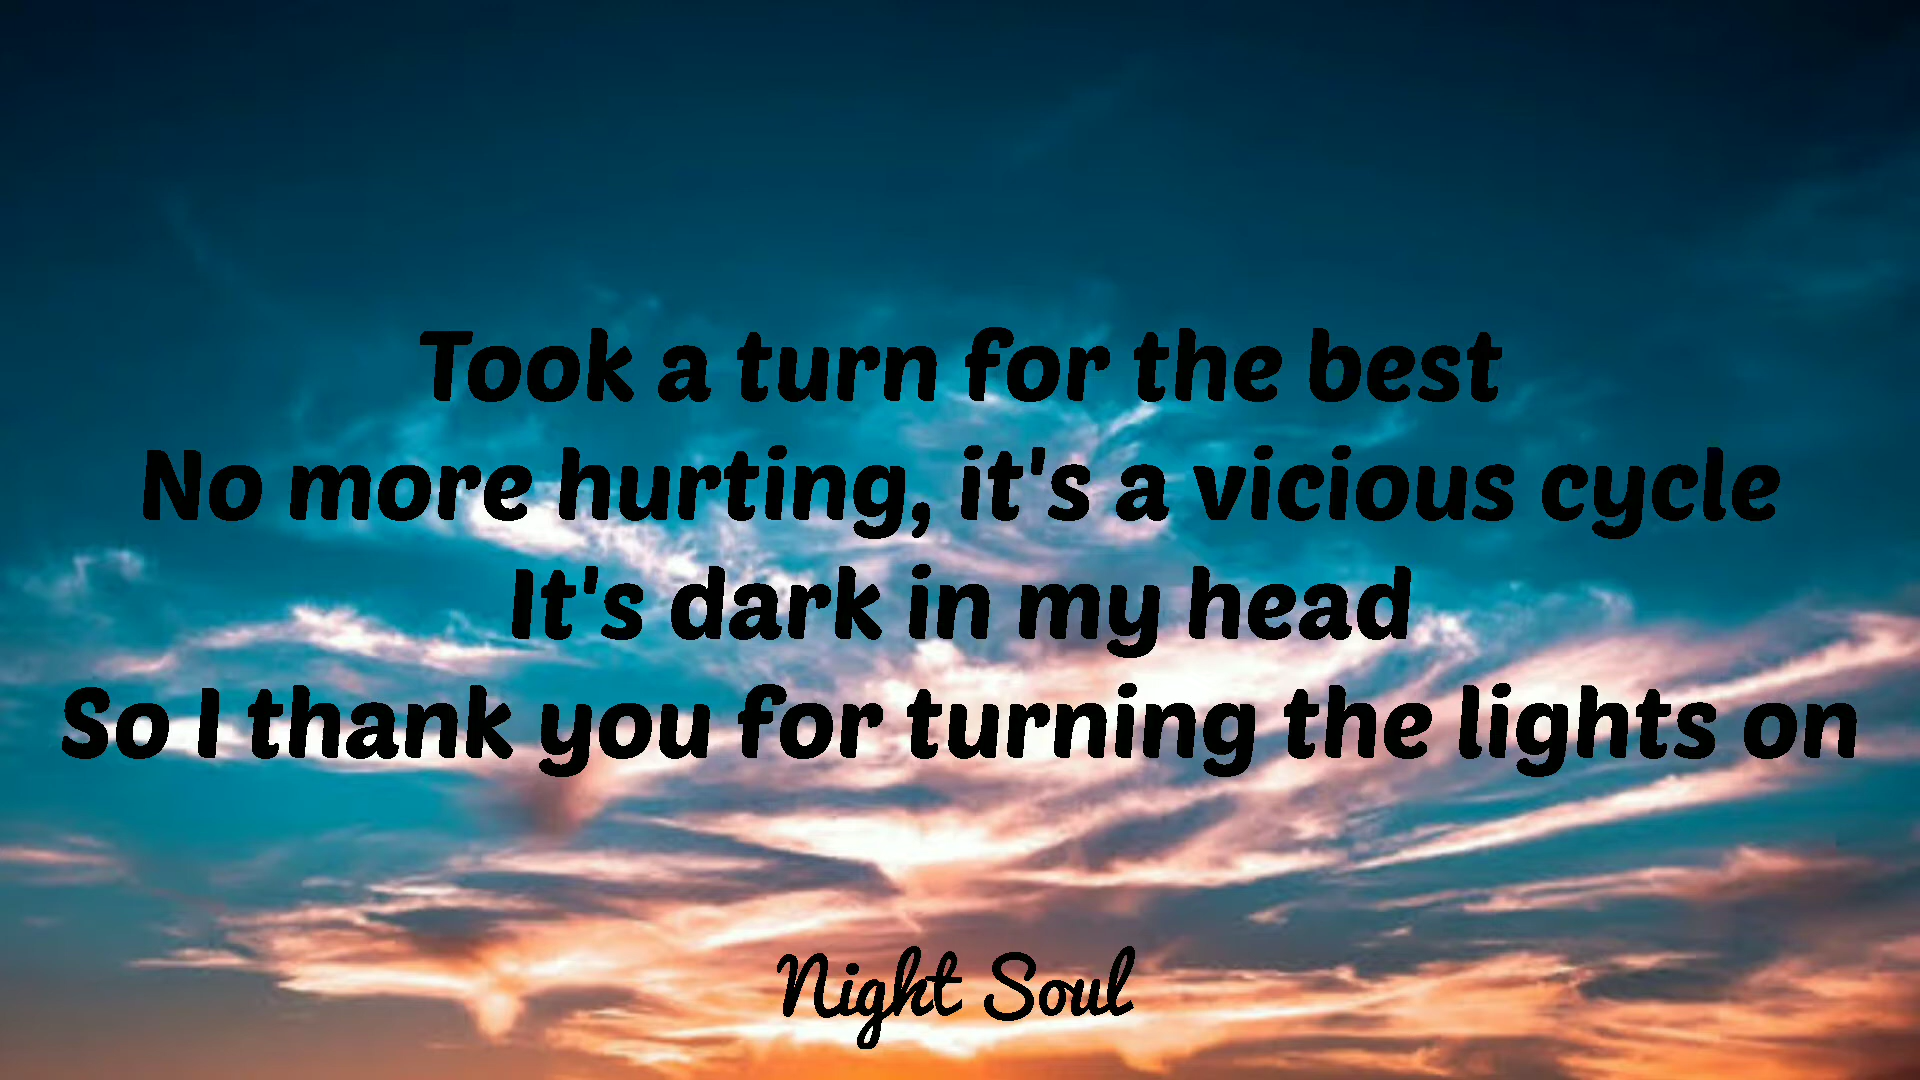 Took a turn for the best
No more hurting, it's a vicious cycle
It's dark in my head
So I thank you for turning the lights on
Night Soul